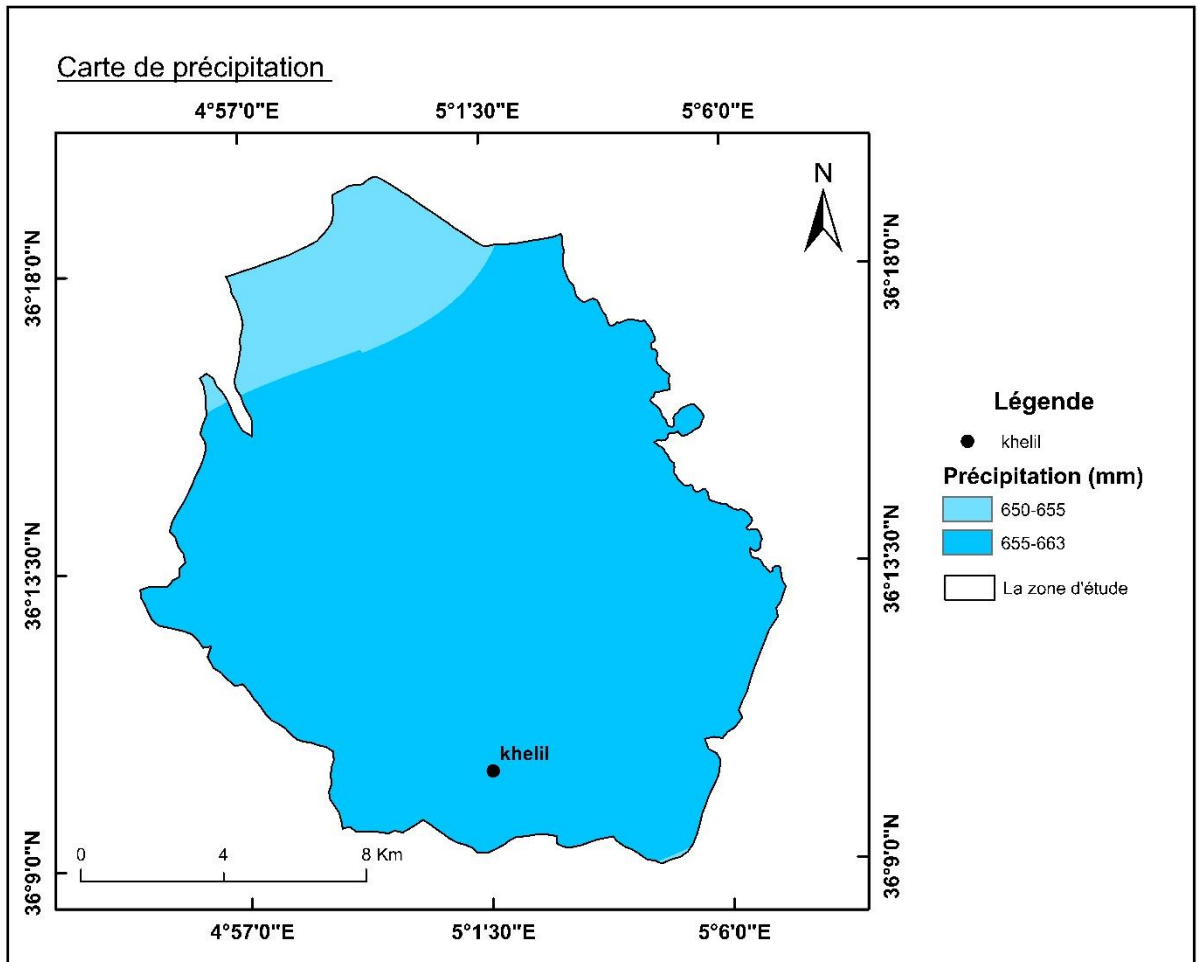 Carte de précipitation
4°57'0"E 5°1'30"E 5°6'0"E
N
36°18'0"N
36°18'0"N
Légende
khelil
Précipitation (mm)
650-655
655-663
La zone d'étude
36°13'30"N
36°13'30"N
khelil
0 4 8 Km
36°9'0"N
36°9'0"N
4°57'0"E 5°1'30"E 5°6'0"E